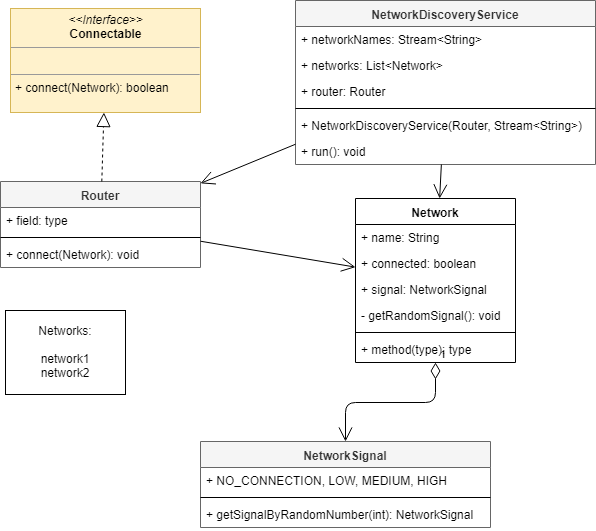 <<Interface>>
Connectable
+ connect(Network): boolean
NetworkDiscoveryService
+ networkNames: Stream<String>
+ networks: List<Network>
+ router: Router
+ NetworkDiscoveryService(Router, Stream<String>)
+ run(): void
Router
+ field: type
+ connect(Network): void
Network
+ name: String
+ connected: boolean
+ signal: NetworkSignal
- getRandomSignal(): void
+ method(type): type
1
Networks:
network1
network2
NetworkSignal
+ NO_CONNECTION, LOW, MEDIUM, HIGH
+ getSignalByRandomNumber(int): NetworkSignal